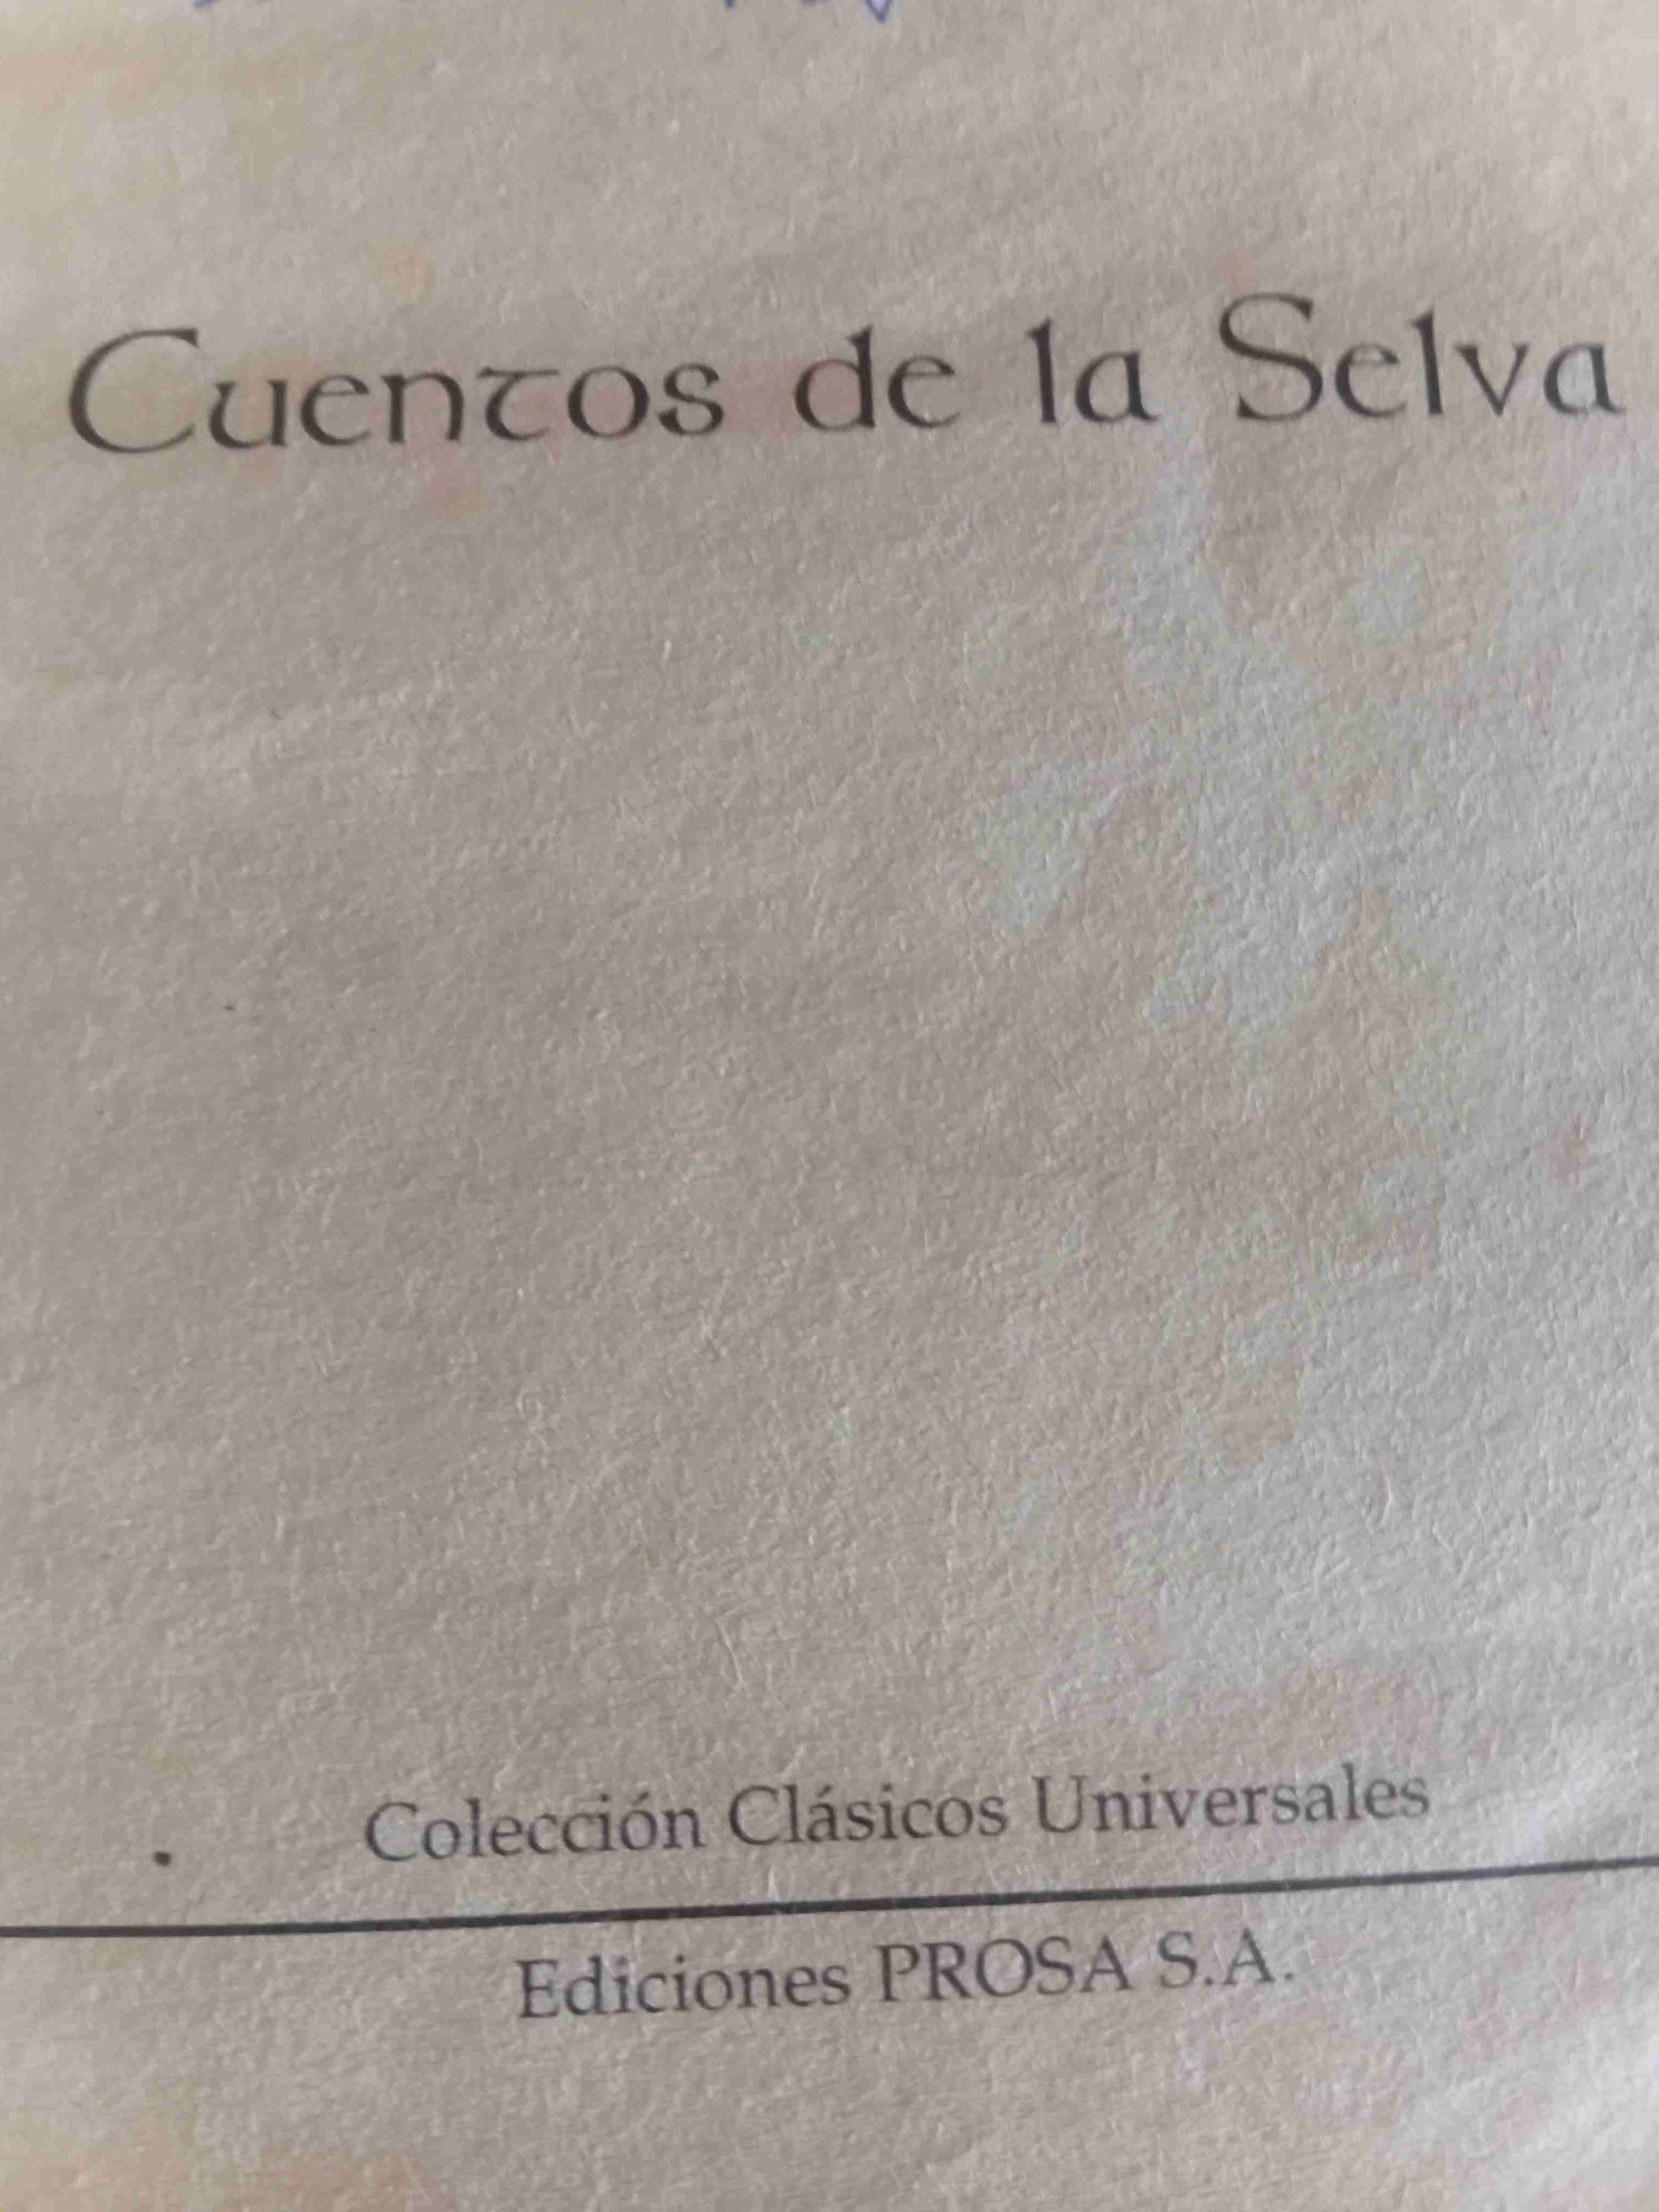 Cuentos de la Selva
Colección Clásicos Universales
Ediciones PROSA S.A.